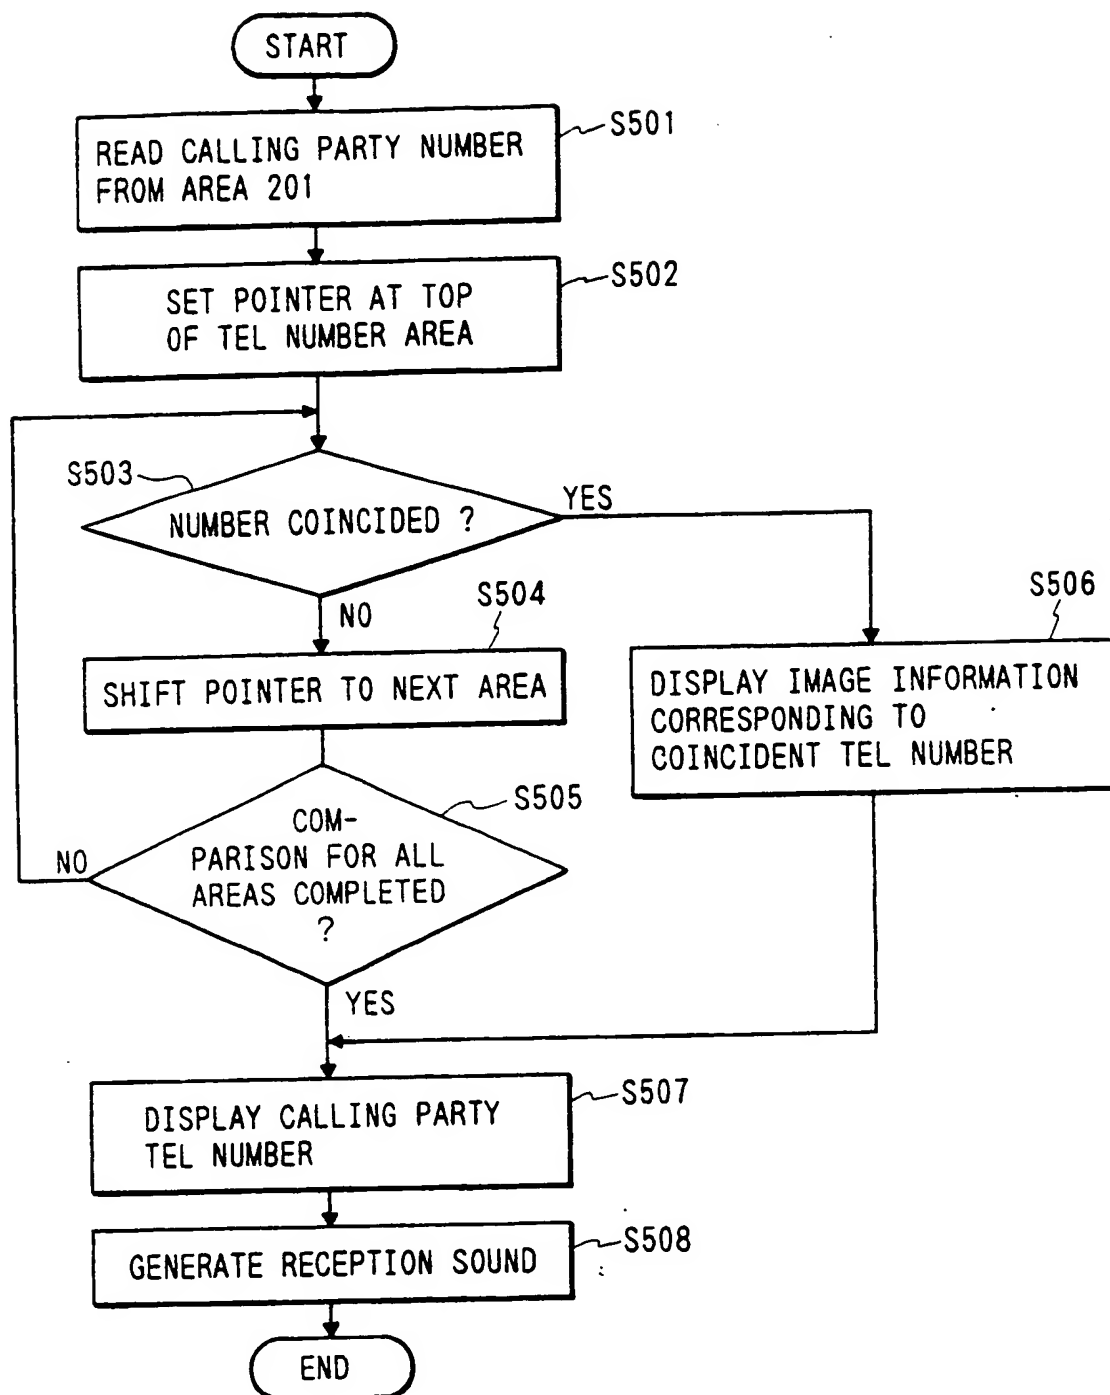 START
READ CALLING PARTY NUMBER
FROM AREA 201
S501
SET POINTER AT TOP
OF TEL NUMBER AREA
S502
S503
NUMBER COINCIDED ?
YES
NO
S504
SHIFT POINTER TO NEXT AREA
S506
DISPLAY IMAGE INFORMATION
CORRESPONDING TO
COINCIDENT TEL NUMBER
S505
COM-
PARISON FOR ALL
AREAS COMPLETED
?
NO
YES
DISPLAY CALLING PARTY
TEL NUMBER
S507
GENERATE RECEPTION SOUND
S508
END